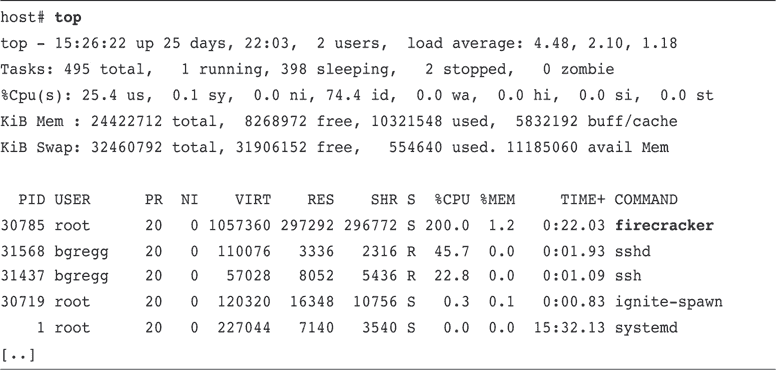 host# top
top - 15:26:22 up 25 days, 22:03,  2 users,  load average: 4.48, 2.10, 1.18
Tasks: 495 total,   1 running, 398 sleeping,   2 stopped,   0 zombie
%Cpu(s): 25.4 us,  0.1 sy,  0.0 ni, 74.4 id,  0.0 wa,  0.0 hi,  0.0 si,  0.0 st
KiB Mem : 24422712 total,  8268972 free, 10321548 used,  5832192 buff/cache
KiB Swap: 32460792 total, 31906152 free,   554640 used. 11185060 avail Mem
  PID USER      PR  NI    VIRT    RES    SHR S  %CPU %MEM     TIME+ COMMAND
30785 root      20   0 1057360 297292 296772 S 200.0  1.2   0:22.03 firecracker
31568 bgregg    20   0  110076   3336   2316 R  45.7  0.0   0:01.93 sshd
31437 bgregg    20   0   57028   8052   5436 R  22.8  0.0   0:01.09 ssh
30719 root      20   0  120320  16348  10756 S   0.3  0.1   0:00.83 ignite-spawn
    1 root      20   0  227044   7140   3540 S   0.0  0.0  15:32.13 systemd
[..]